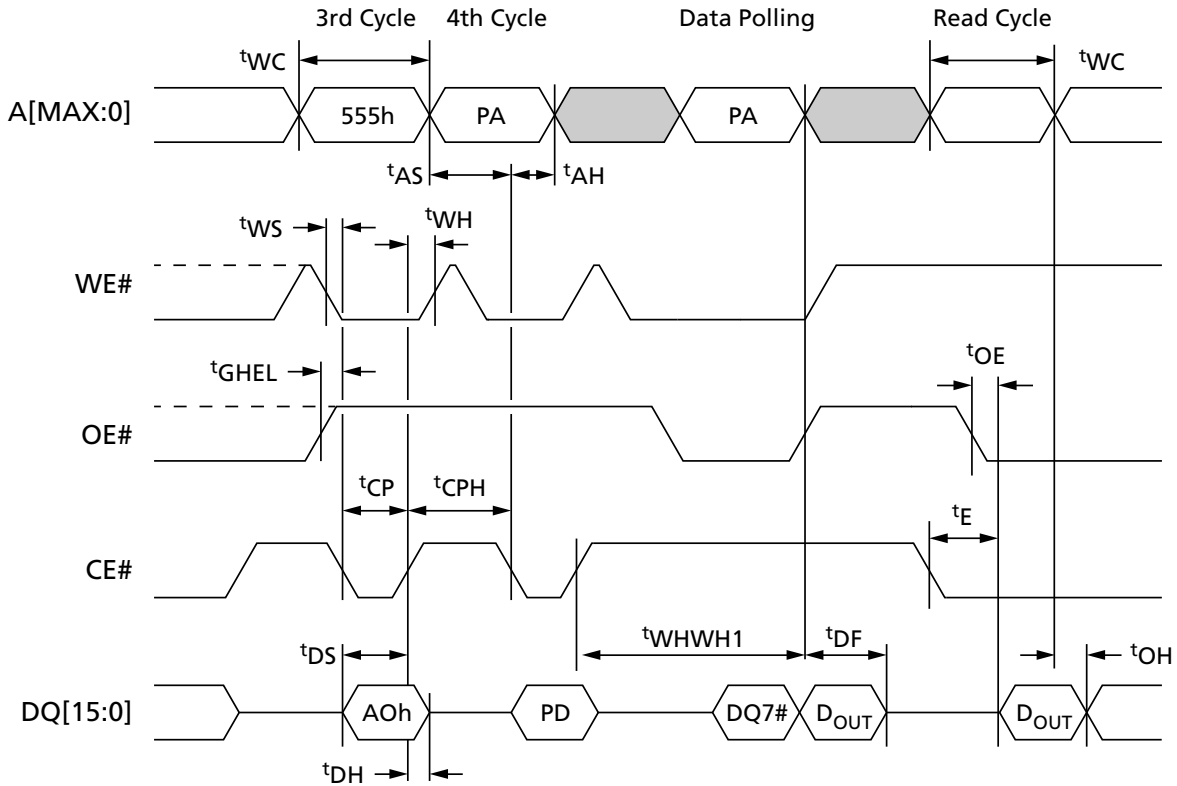 3rd Cycle 4th Cycle Data Polling Read Cycle
tWC tWC
A[MAX:0] 555h PA PA
tAS tAH
tWS tWH
WE#
tGHEL tOE
OE#
tCP tCPH tE
CE#
tWHWH1 tDF
tDS tOH
DQ[15:0] AOh PD DQ7# DOUT DOUT
tDH